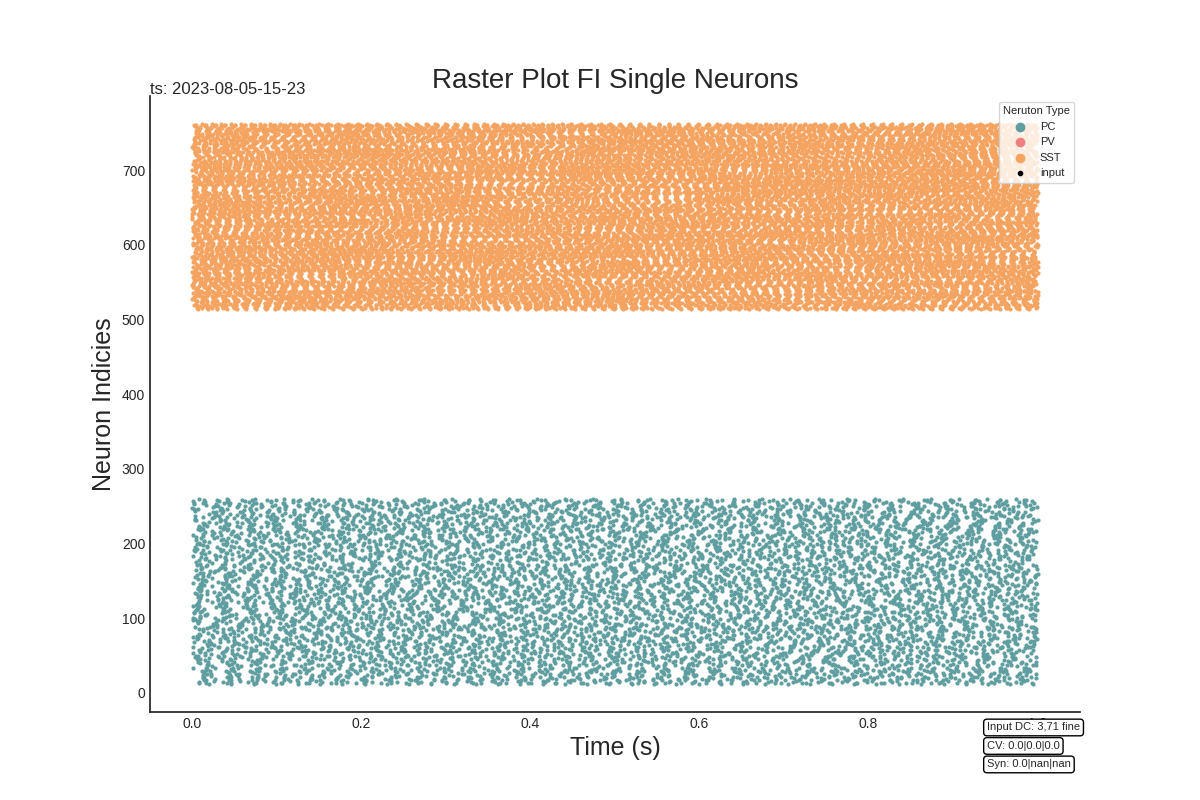 Raster Plot FI Single Neurons
ts: 2023-08-05-15-23
Neruton Type
PC
PV
SST
input
Neuron Indicies
700
600
500
400
300
200
100
0
0.0 0.2 0.4 0.6 0.8
Time (s)
Input DC: 3,71 fine
CV: 0.0|0.0|0.0
Syn: 0.0|nan|nan